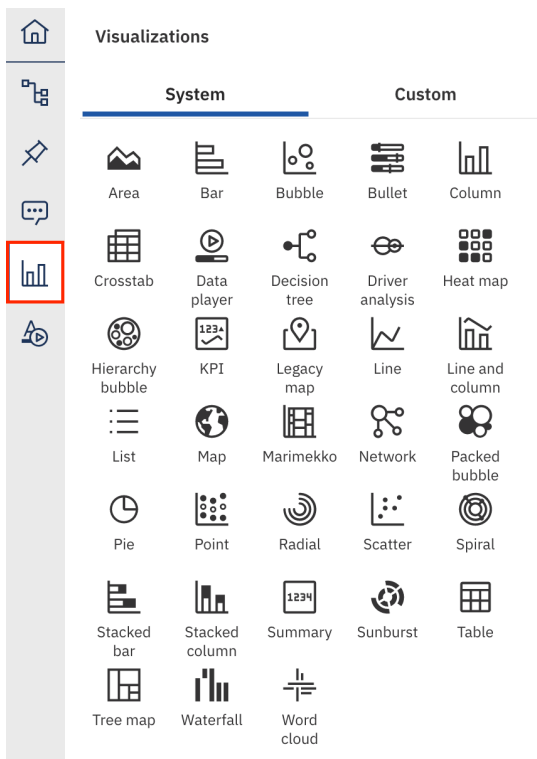 Visualizations
System Custom
Area Bar Bubble Bullet Column
Crosstab Data Decision Driver Heat map
player tree analysis
123
Hierarchy KPI Legacy Line Line and
bubble map column
List Map Marimekko Network Packed
bubble
Pie Point Radial Scatter Spiral
1234
Stacked Stacked Summary Sunburst Table
bar column
Tree map Waterfall Word
cloud